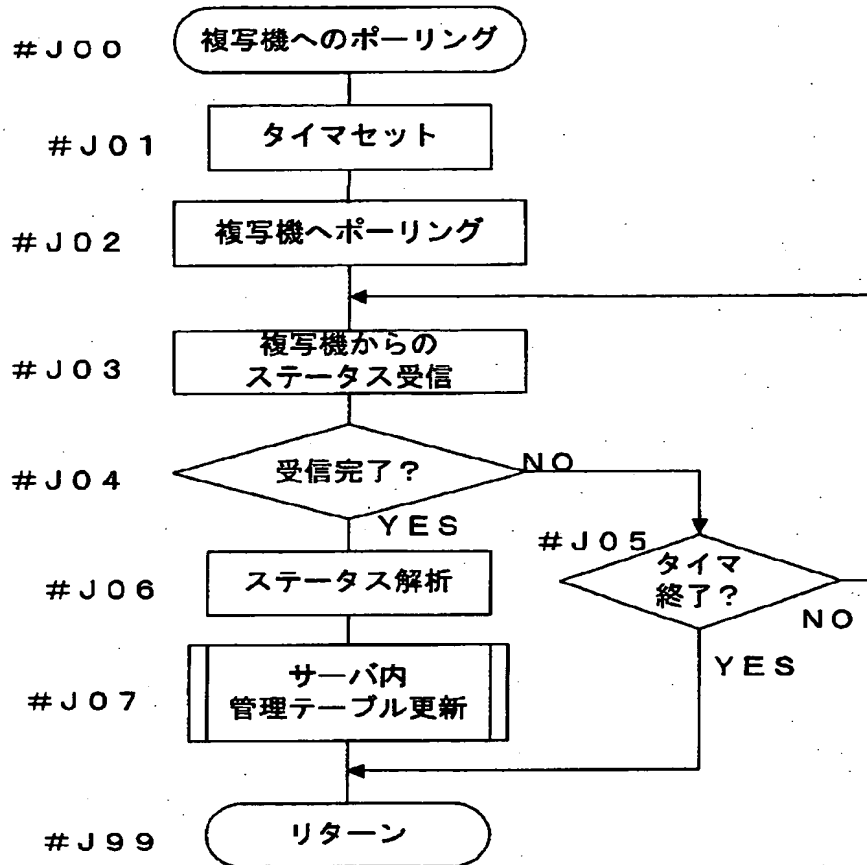 #J00
複写機へのポーリング
#J01
タイマセット
#J02
複写機へポーリング
#J03
複写機からの
ステータス受信
#J04
受信完了?
NO
YES
#J05
タイマ
終了?
NO
YES
#J06
ステータス解析
#J07
サーバ内
管理テーブル更新
#J99
リターン